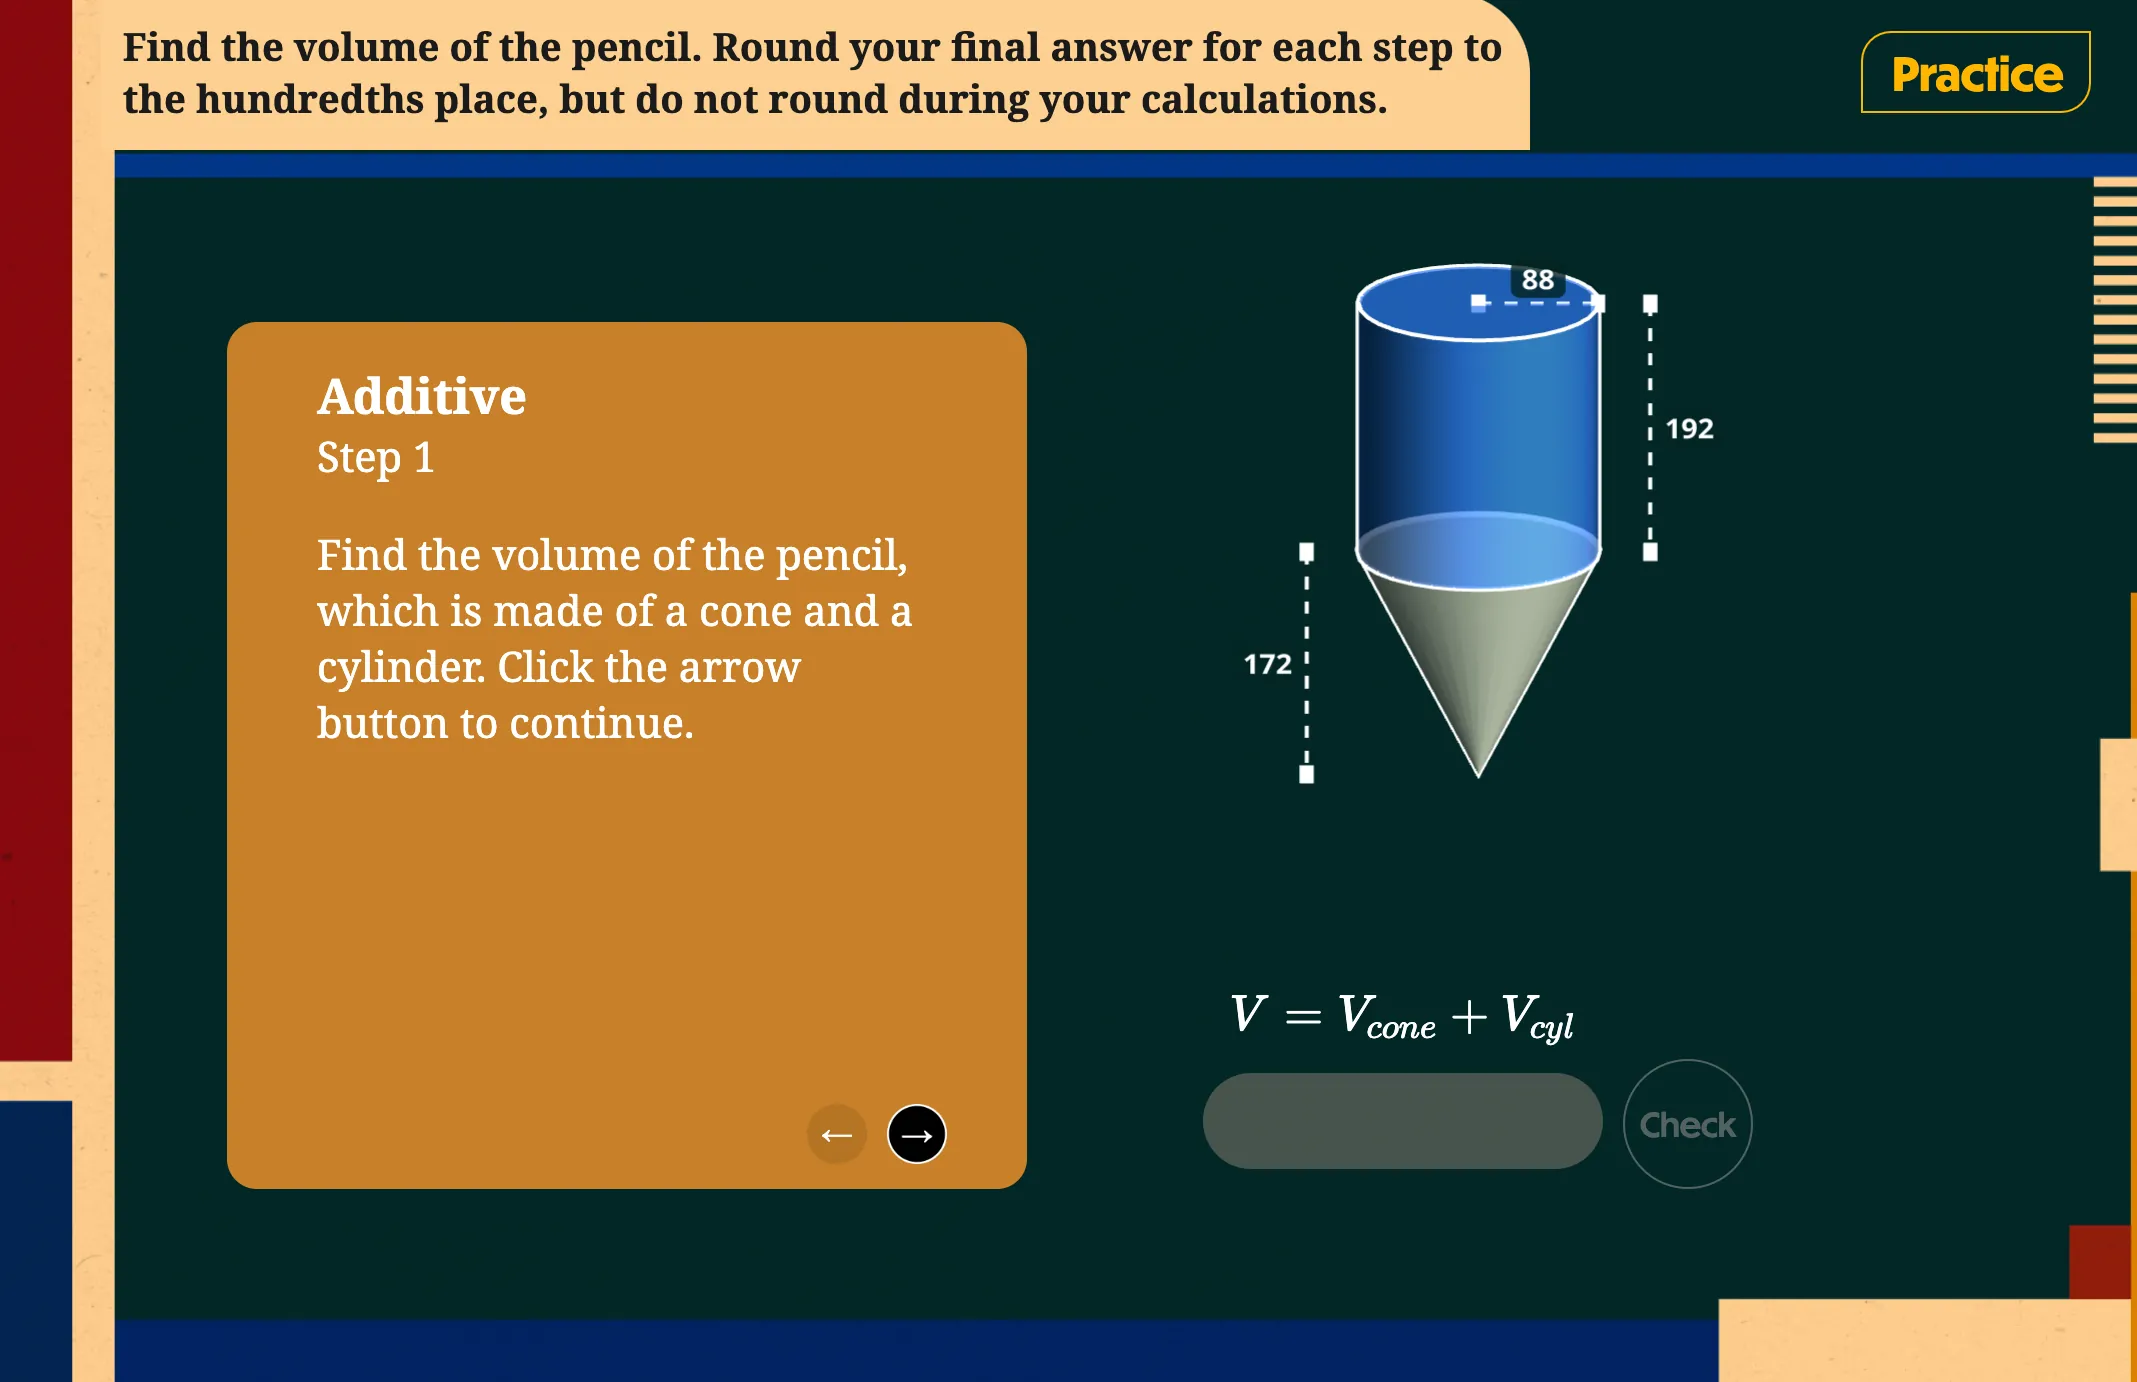 Find the volume of the pencil. Round your final answer for each step to
the hundredths place, but do not round during your calculations.
Practice
Additive
Step 1
Find the volume of the pencil,
which is made of a cone and a
cylinder. Click the arrow
button to continue.
← →
88
192
172
V = V_{cone} + V_{cyl}
Check